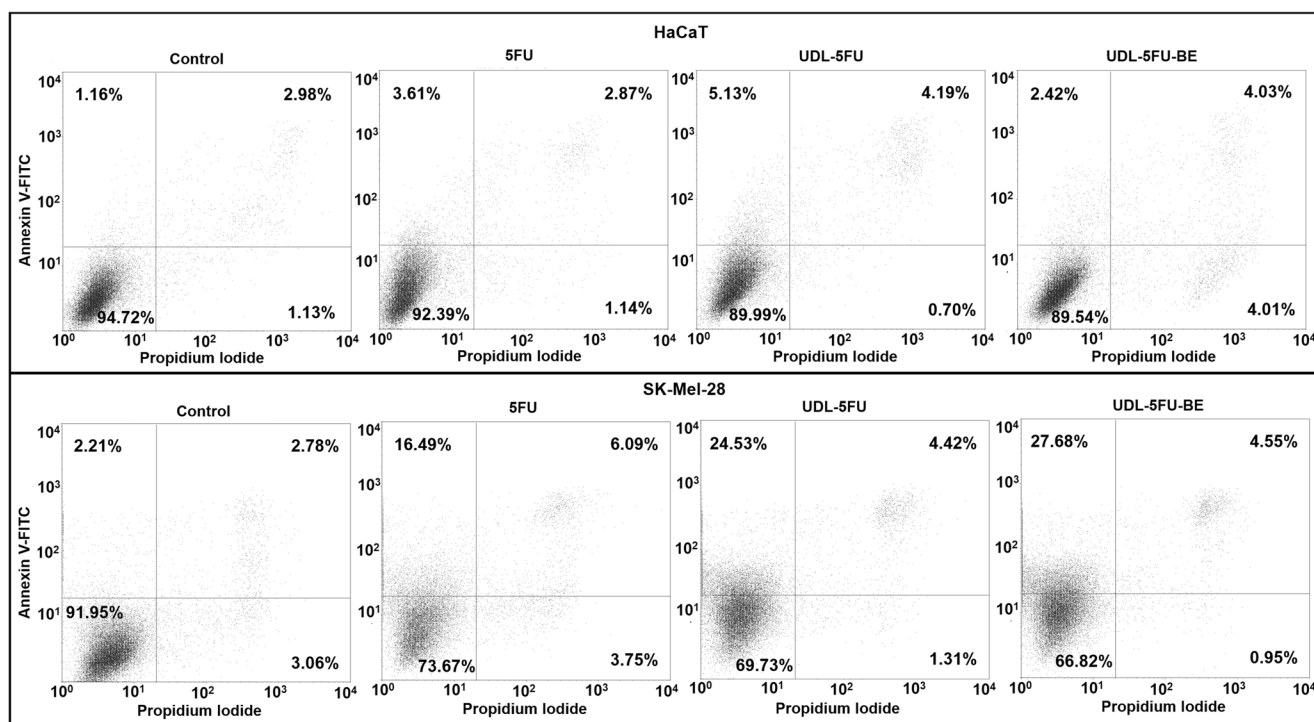 HaCaT
Control 5FU UDL-5FU UDL-5FU-BE
10⁴ 1.16% 2.98% 10⁴ 3.61% 2.87% 10⁴ 5.13% 4.19% 10⁴ 2.42% 4.03%
10³ 10³ 10³ 10³
Annexin V-FITC
10² 10² 10² 10²
10¹ 10¹ 10¹ 10¹
94.72% 1.13% 92.39% 1.14% 89.99% 0.70% 89.54% 4.01%
10⁰ 10¹ 10² 10³ 10⁴ 10⁰ 10¹ 10² 10³ 10⁴ 10⁰ 10¹ 10² 10³ 10⁴ 10⁰ 10¹ 10² 10³ 10⁴
Propidium Iodide Propidium Iodide Propidium Iodide Propidium Iodide
SK-Mel-28
Control 5FU UDL-5FU UDL-5FU-BE
10⁴ 2.21% 2.78% 10⁴ 16.49% 6.09% 10⁴ 24.53% 4.42% 10⁴ 27.68% 4.55%
10³ 10³ 10³ 10³
Annexin V-FITC
10² 10² 10² 10²
10¹ 91.95% 10¹ 10¹ 10¹
3.06% 73.67% 3.75% 69.73% 1.31% 66.82% 0.95%
10⁰ 10¹ 10² 10³ 10⁴ 10⁰ 10¹ 10² 10³ 10⁴ 10⁰ 10¹ 10² 10³ 10⁴ 10⁰ 10¹ 10² 10³ 10⁴
Propidium Iodide Propidium Iodide Propidium Iodide Propidium Iodide